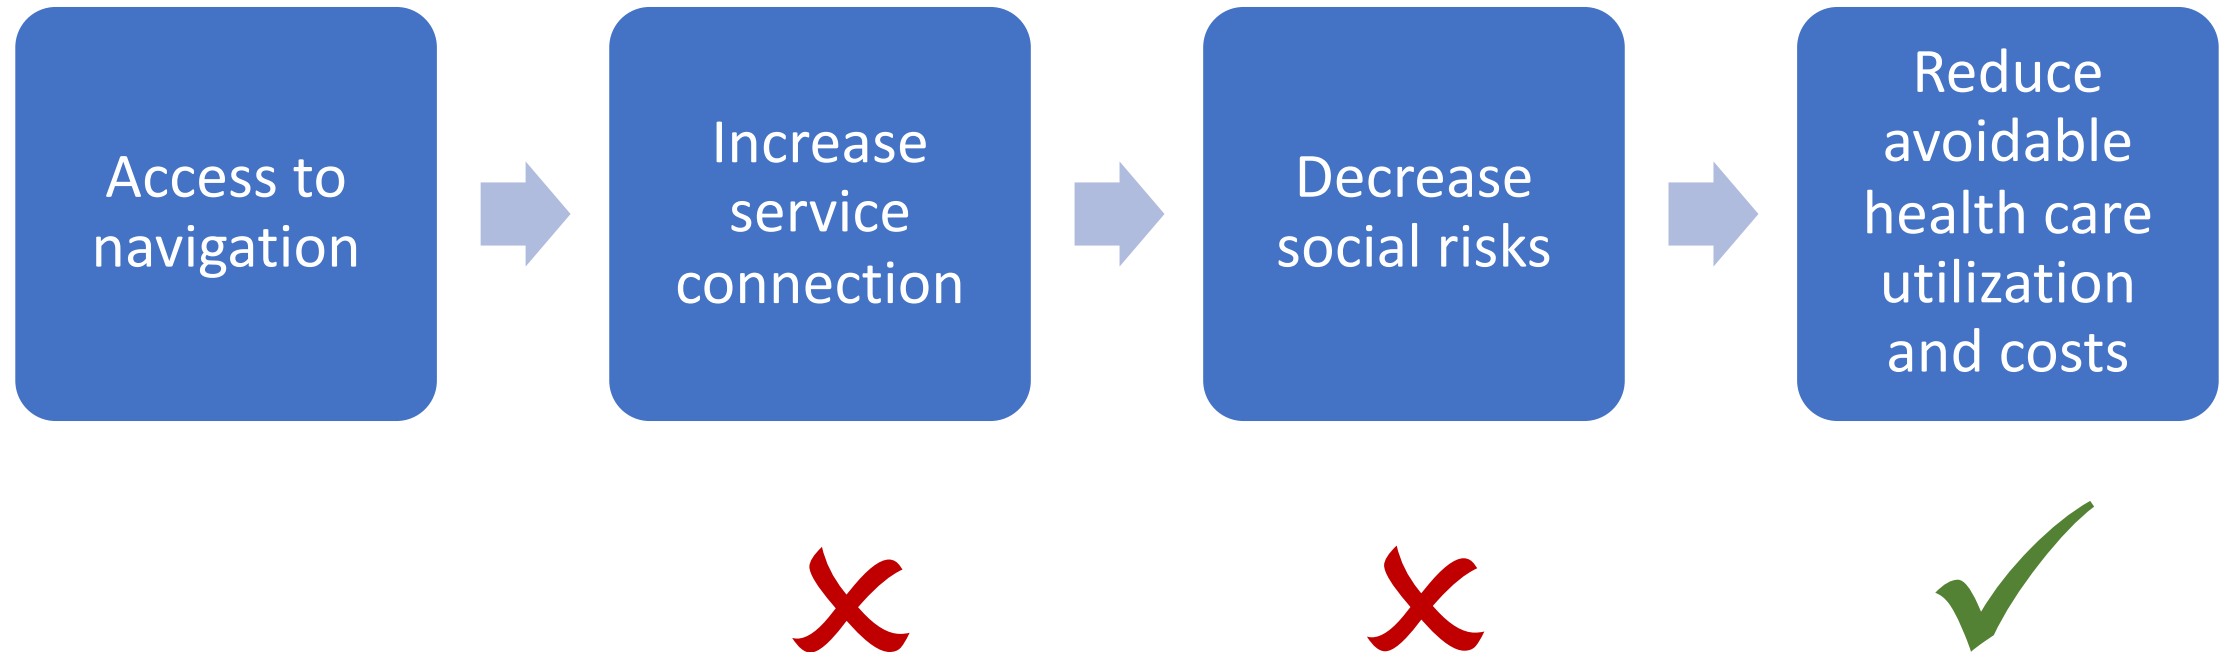 Access to
navigation
Increase
service
connection
Decrease
social risks
Reduce
avoidable
health care
utilization
and costs